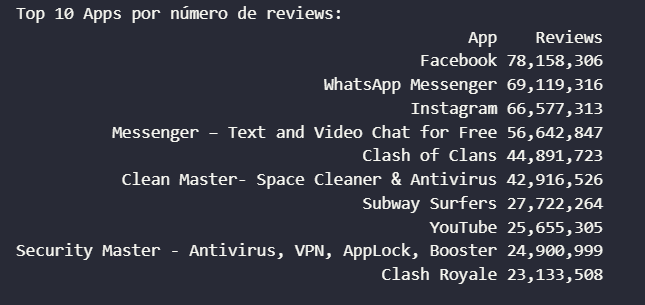 Top 10 Apps por número de reviews:
App Reviews
Facebook 78,158,306
WhatsApp Messenger 69,119,316
Instagram 66,577,313
Messenger – Text and Video Chat for Free 56,642,847
Clash of Clans 44,891,723
Clean Master- Space Cleaner & Antivirus 42,916,526
Subway Surfers 27,722,264
YouTube 25,655,305
Security Master - Antivirus, VPN, AppLock, Booster 24,900,999
Clash Royale 23,133,508